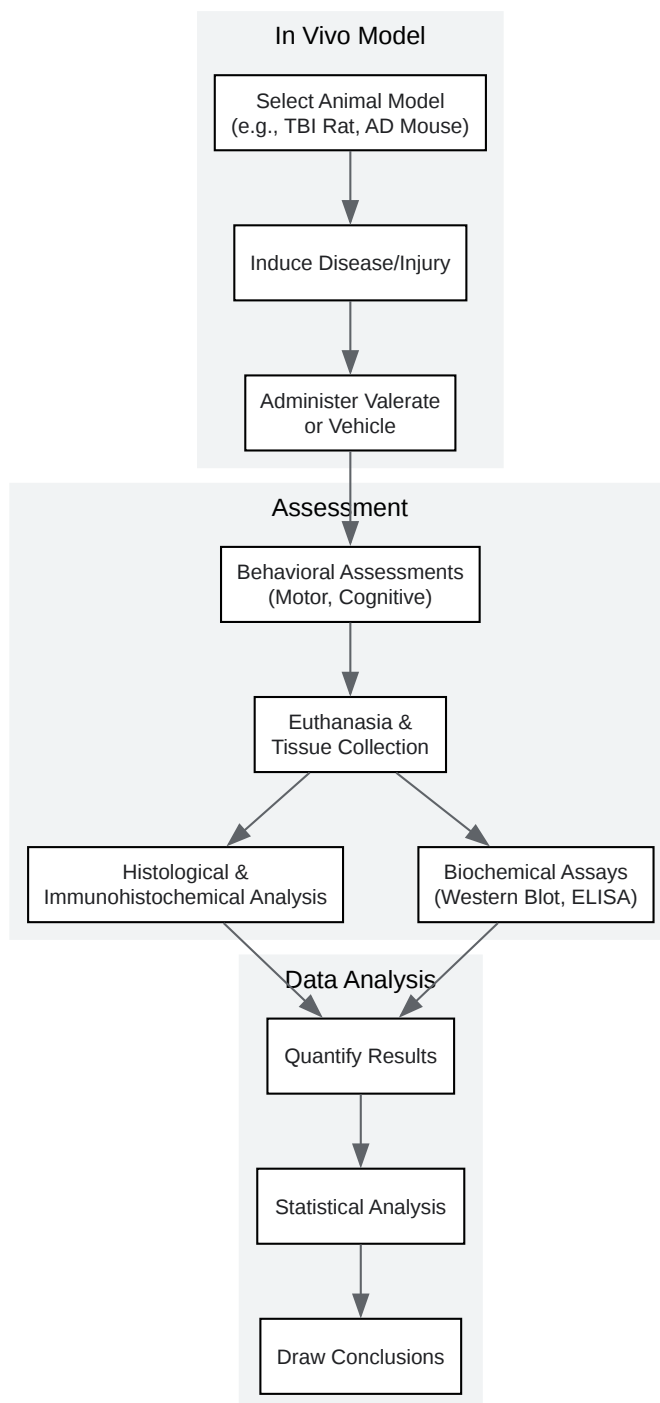 In Vivo Model
Select Animal Model
(e.g., TBI Rat, AD Mouse)
Induce Disease/Injury
Administer Valerate
or Vehicle
Assessment
Behavioral Assessments
(Motor, Cognitive)
Euthanasia &
Tissue Collection
Histological &
Immunohistochemical Analysis
Biochemical Assays
(Western Blot, ELISA)
Data Analysis
Quantify Results
Statistical Analysis
Draw Conclusions